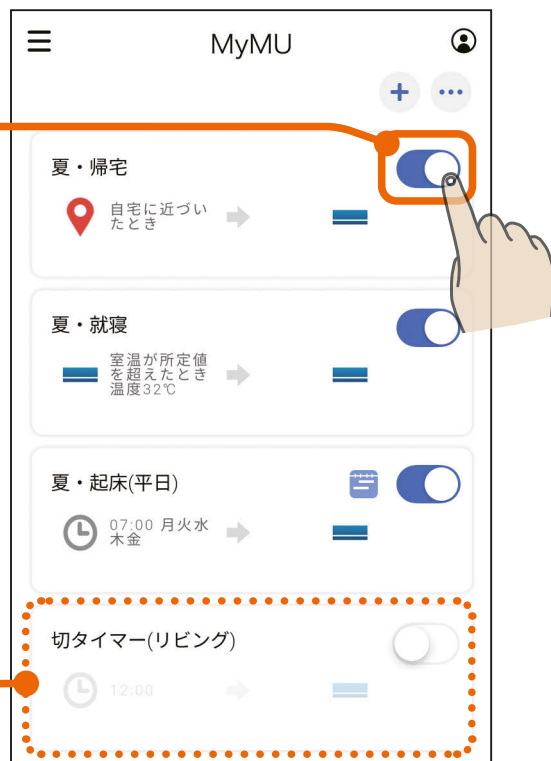 MyMU
夏・帰宅
自宅に近づい
たとき
夏・就寝
室温が所定値
を超えたとき
温度32℃
夏・起床(平日)
07:00 月火水
木金
切タイマー(リビング)
12:00